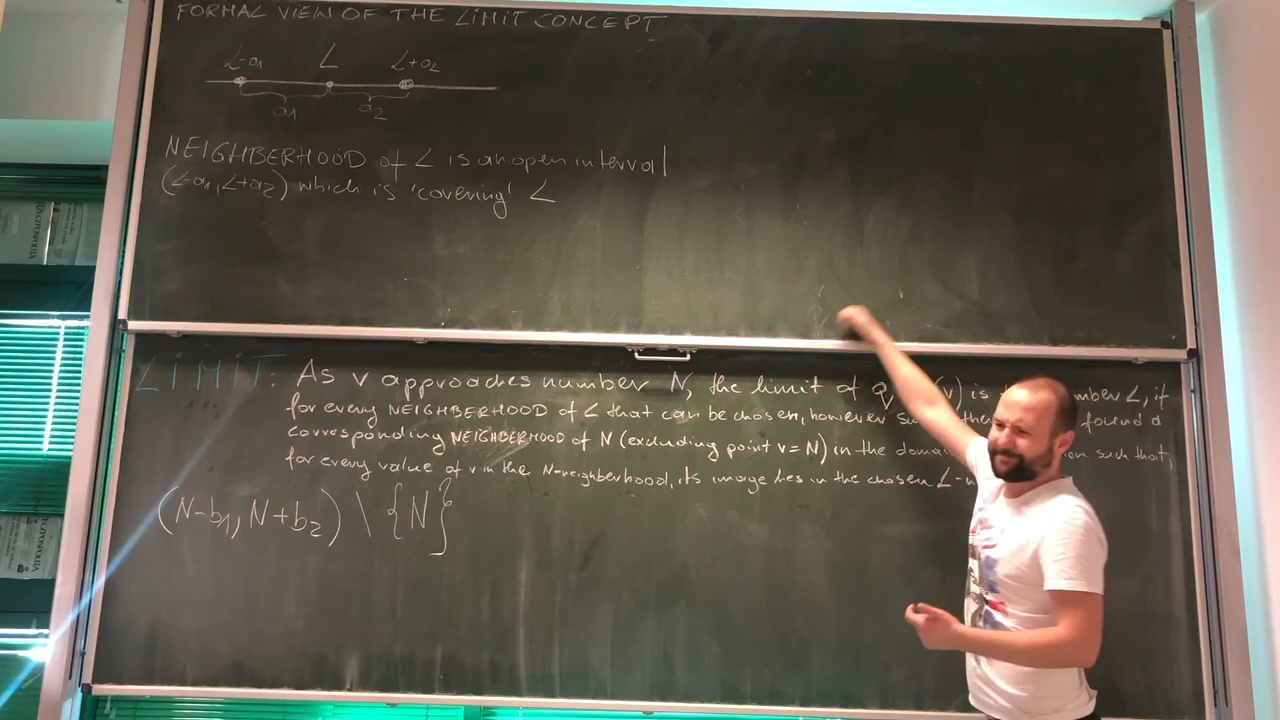 FORMAL VIEW OF THE LIMIT CONCEPT
L-a1 L L+a2
a1 a2
NEIGHBERHOOD of L is an open interval
(L-a1, L+a2) which is 'covering' L
LIMIT: As v approaches number N, the limit of q (v) is number L, if
for every NEIGHBERHOOD of L that can be chosen, however found a
corresponding NEIGHBERHOOD of N (excluding point v=N) in the such that,
for every value of v in the N-neighberhood, its image lies in the chosen
(N-b1, N+b2) \ {N}
RZECZPOSPOLITA
RZECZPOSPOLITA